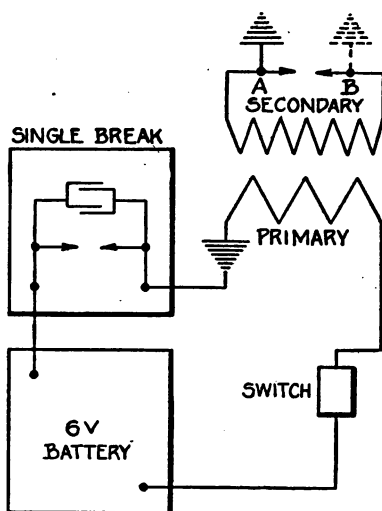 A B
SECONDARY
SINGLE BREAK
PRIMARY
SWITCH
6V
BATTERY